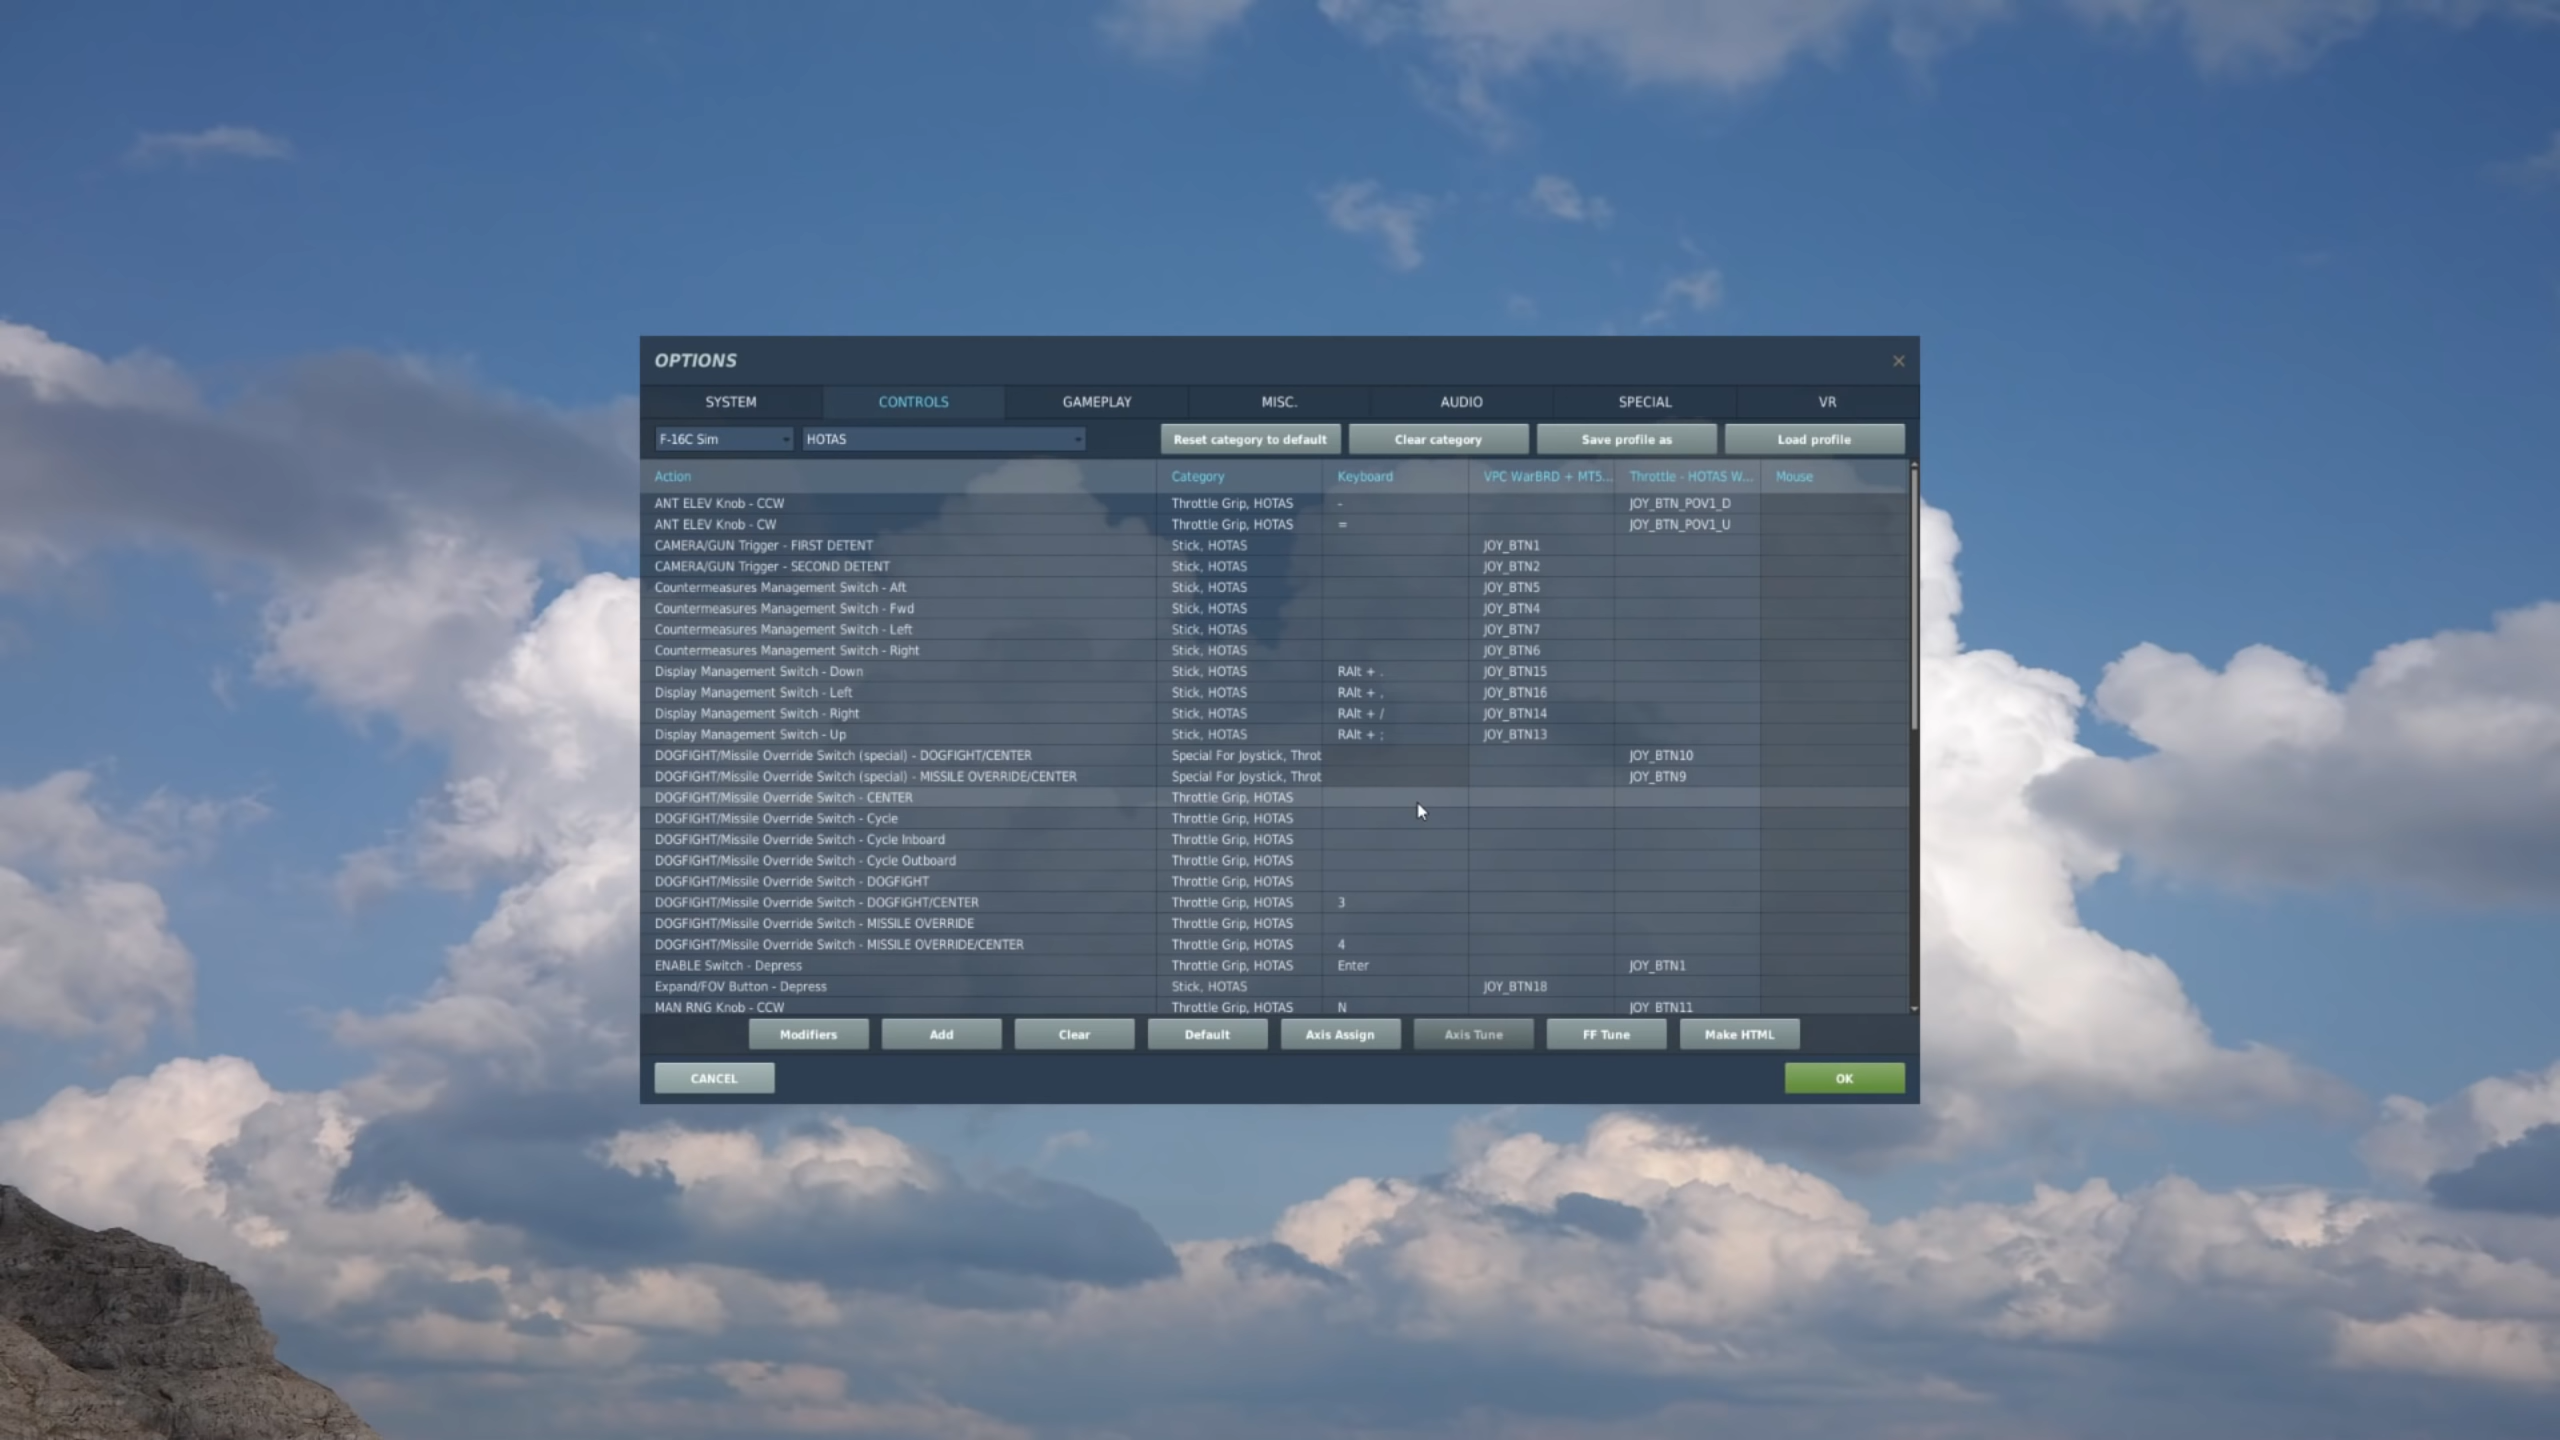 OPTIONS
SYSTEM CONTROLS GAMEPLAY MISC. AUDIO SPECIAL VR
F-16C Sim HOTAS Reset category to default Clear category Save profile as Load profile
Action Category Keyboard VPC WarBRD + MT5... Throttle - HOTAS W... Mouse
ANT ELEV Knob - CCW Throttle Grip, HOTAS - JOY_BTN_POV1_D
ANT ELEV Knob - CW Throttle Grip, HOTAS = JOY_BTN_POV1_U
CAMERA/GUN Trigger - FIRST DETENT Stick, HOTAS JOY_BTN1
CAMERA/GUN Trigger - SECOND DETENT Stick, HOTAS JOY_BTN2
Countermeasures Management Switch - Aft Stick, HOTAS JOY_BTN5
Countermeasures Management Switch - Fwd Stick, HOTAS JOY_BTN4
Countermeasures Management Switch - Left Stick, HOTAS JOY_BTN7
Countermeasures Management Switch - Right Stick, HOTAS JOY_BTN6
Display Management Switch - Down Stick, HOTAS RAlt + . JOY_BTN15
Display Management Switch - Left Stick, HOTAS RAlt + , JOY_BTN16
Display Management Switch - Right Stick, HOTAS RAlt + / JOY_BTN14
Display Management Switch - Up Stick, HOTAS RAlt + ; JOY_BTN13
DOGFIGHT/Missile Override Switch (special) - DOGFIGHT/CENTER Special For Joystick, Throt JOY_BTN10
DOGFIGHT/Missile Override Switch (special) - MISSILE OVERRIDE/CENTER Special For Joystick, Throt JOY_BTN9
DOGFIGHT/Missile Override Switch - CENTER Throttle Grip, HOTAS
DOGFIGHT/Missile Override Switch - Cycle Throttle Grip, HOTAS
DOGFIGHT/Missile Override Switch - Cycle Inboard Throttle Grip, HOTAS
DOGFIGHT/Missile Override Switch - Cycle Outboard Throttle Grip, HOTAS
DOGFIGHT/Missile Override Switch - DOGFIGHT Throttle Grip, HOTAS
DOGFIGHT/Missile Override Switch - DOGFIGHT/CENTER Throttle Grip, HOTAS 3
DOGFIGHT/Missile Override Switch - MISSILE OVERRIDE Throttle Grip, HOTAS
DOGFIGHT/Missile Override Switch - MISSILE OVERRIDE/CENTER Throttle Grip, HOTAS 4
ENABLE Switch - Depress Throttle Grip, HOTAS Enter JOY_BTN1
Expand/FOV Button - Depress Stick, HOTAS JOY_BTN18
MAN RNG Knob - CCW Throttle Grip, HOTAS N JOY_BTN11
Modifiers Add Clear Default Axis Assign Axis Tune FF Tune Make HTML
CANCEL OK